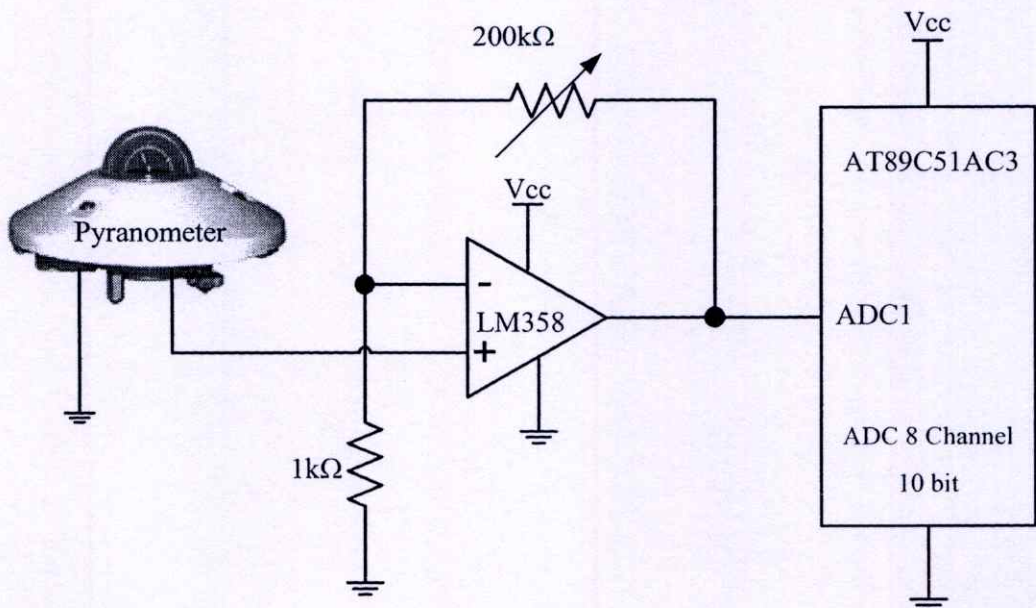 200kΩ
Vcc
Pyranometer
Vcc
-
LM358
+
1kΩ
AT89C51AC3
ADC1
ADC 8 Channel
10 bit